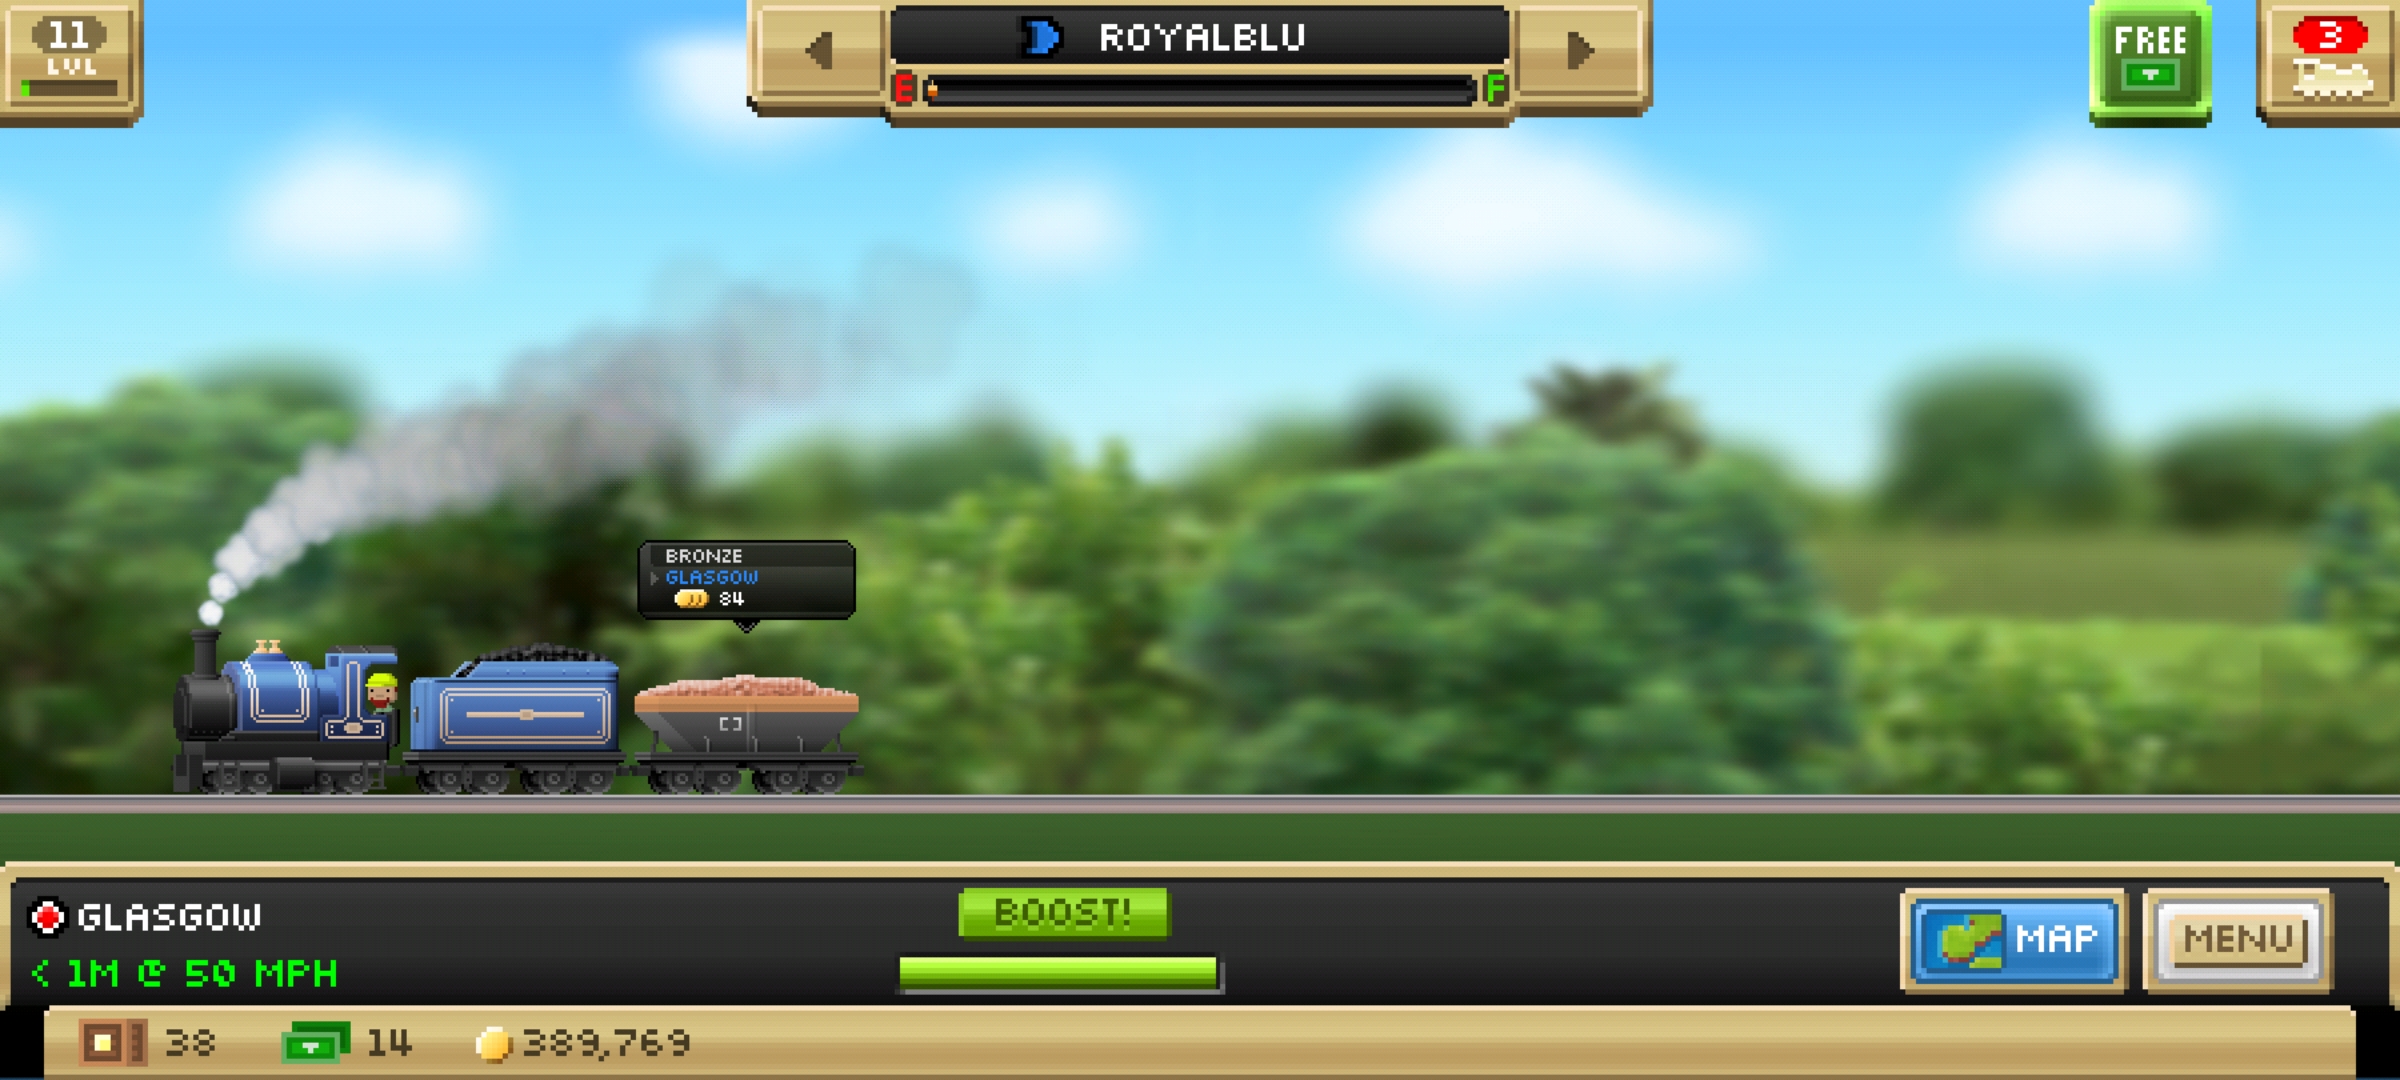 11
LVL
ROYALBLU
E F
FREE
3
BRONZE
GLASGOW
84
GLASGOW
< 1M @ 50 MPH
BOOST!
MAP
MENU
38
14
389,769